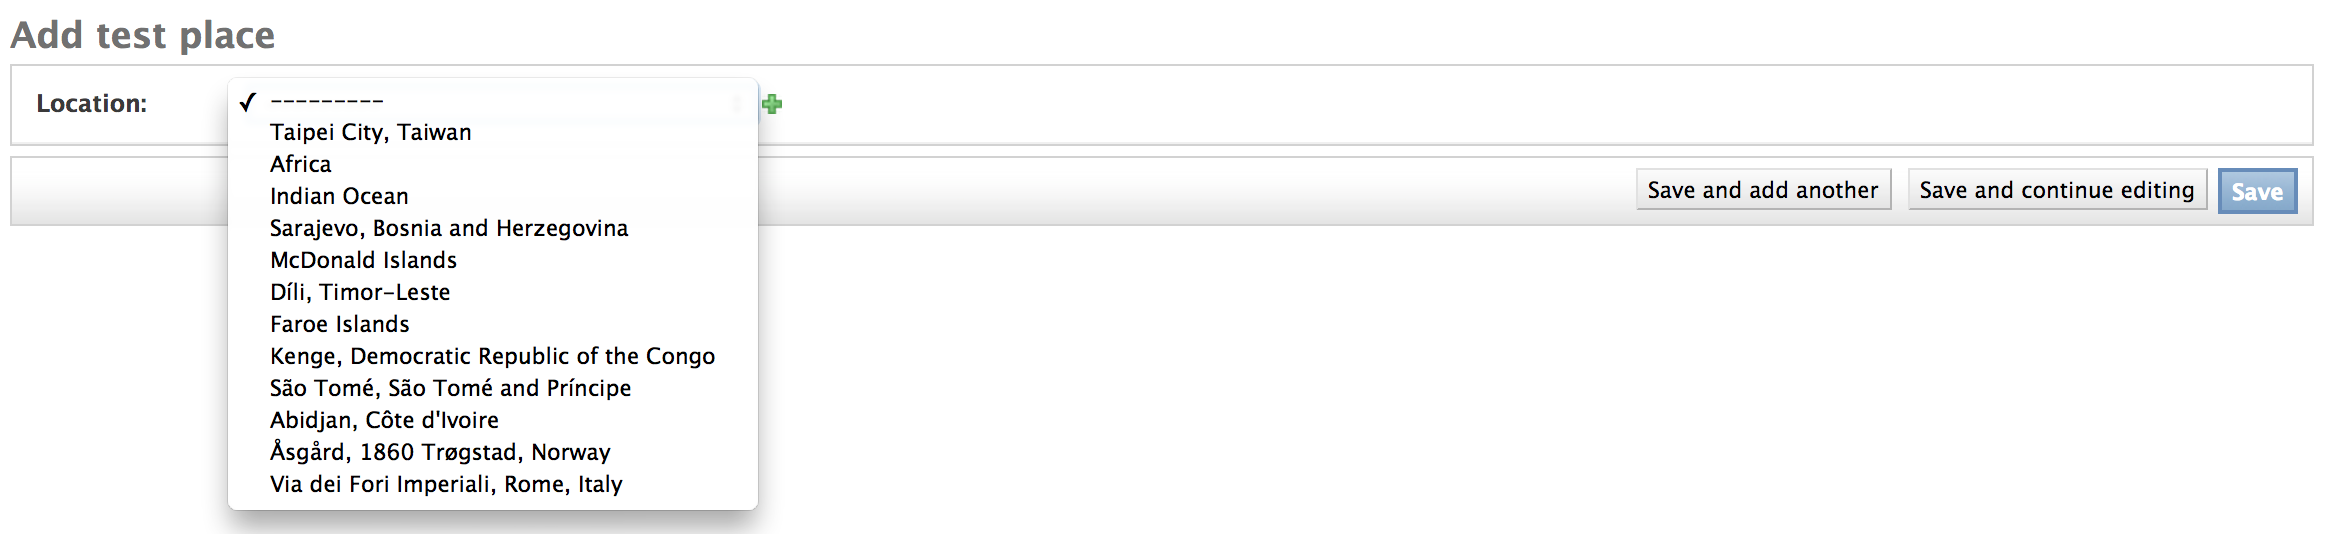 Add test place
Location:
✓ ---------
Taipei City, Taiwan
Africa
Indian Ocean
Sarajevo, Bosnia and Herzegovina
McDonald Islands
Díli, Timor-Leste
Faroe Islands
Kenge, Democratic Republic of the Congo
São Tomé, São Tomé and Príncipe
Abidjan, Côte d'Ivoire
Åsgård, 1860 Trøgstad, Norway
Via dei Fori Imperiali, Rome, Italy
Save and add another
Save and continue editing
Save